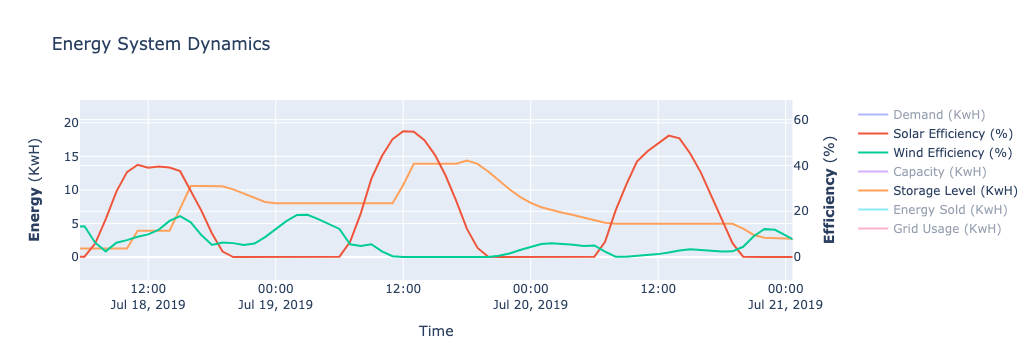 Energy System Dynamics
Energy (KwH)
20
15
10
5
0
60
40
20
0
Efficiency (%)
12:00
Jul 18, 2019
00:00
Jul 19, 2019
12:00
00:00
Jul 20, 2019
12:00
00:00
Jul 21, 2019
Time
Demand (KwH)
Solar Efficiency (%)
Wind Efficiency (%)
Capacity (KwH)
Storage Level (KwH)
Energy Sold (KwH)
Grid Usage (KwH)